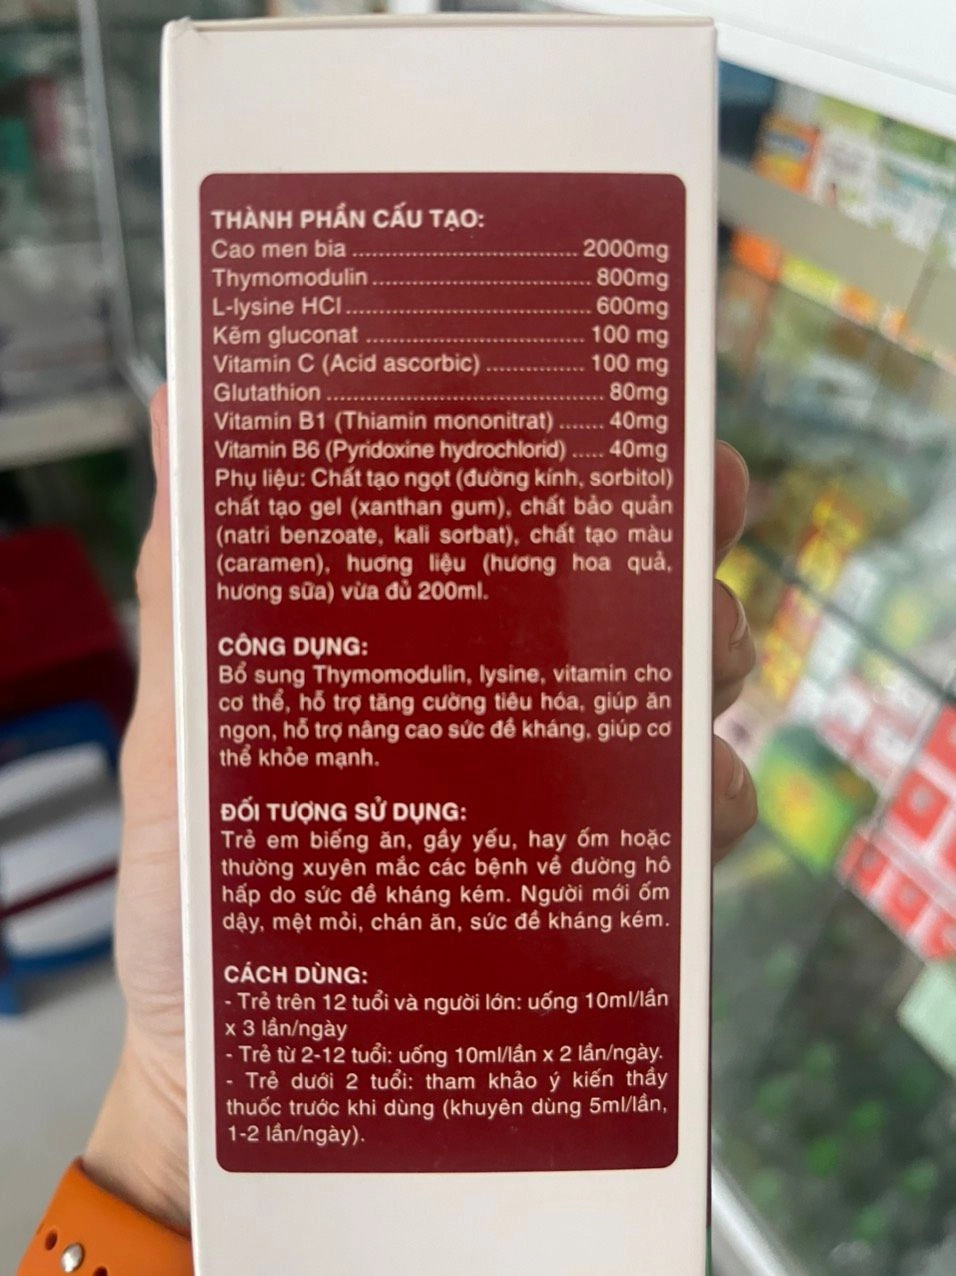 THÀNH PHẦN CẤU TẠO:
Cao men bia .................................. 2000mg
Thymomodulin ................................. 800mg
L-lysine HCl ..................................... 600mg
Kẽm gluconat ................................. 100 mg
Vitamin C (Acid ascorbic) ............... 100 mg
Glutathion .......................................... 80mg
Vitamin B1 (Thiamin mononitrat) ....... 40mg
Vitamin B6 (Pyridoxine hydrochlorid) ..... 40mg
Phụ liệu: Chất tạo ngọt (đường kính, sorbitol)
chất tạo gel (xanthan gum), chất bảo quản
(natri benzoate, kali sorbat), chất tạo màu
(caramen), huơng liệu (hương hoa quả,
hương sữa) vừa đủ 200ml.
CÔNG DỤNG:
Bổ sung Thymomodulin, lysine, vitamin cho
cơ thể, hỗ trợ tăng cường tiêu hóa, giúp ăn
ngon, hỗ trợ nâng cao sức đề kháng, giúp cơ
thể khỏe mạnh.
ĐỐI TƯỢNG SỬ DỤNG:
Trẻ em biếng ăn, gầy yếu, hay ốm hoặc
thường xuyên mắc các bệnh về đường hô
hấp do sức đề kháng kém. Người mới ốm
dậy, mệt mỏi, chán ăn, sức đề kháng kém.
CÁCH DÙNG:
- Trẻ trên 12 tuổi và người lớn: uống 10ml/lần
x 3 lần/ngày
- Trẻ từ 2-12 tuổi: uống 10ml/lần x 2 lần/ngày.
- Trẻ dưới 2 tuổi: tham khảo ý kiến thầy
thuốc trước khi dùng (khuyên dùng 5ml/lần,
1-2 lần/ngày).